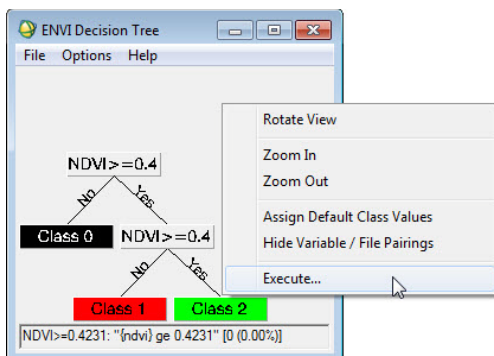 ENVI Decision Tree
File Options Help
Rotate View
Zoom In
Zoom Out
Assign Default Class Values
Hide Variable / File Pairings
Execute...
NDVI>=0.4
No Yes
Class 0 NDVI>=0.4
No Yes
Class 1 Class 2
NDVI>=0.4231: "{ndvi} ge 0.4231" [0 (0.00%)]